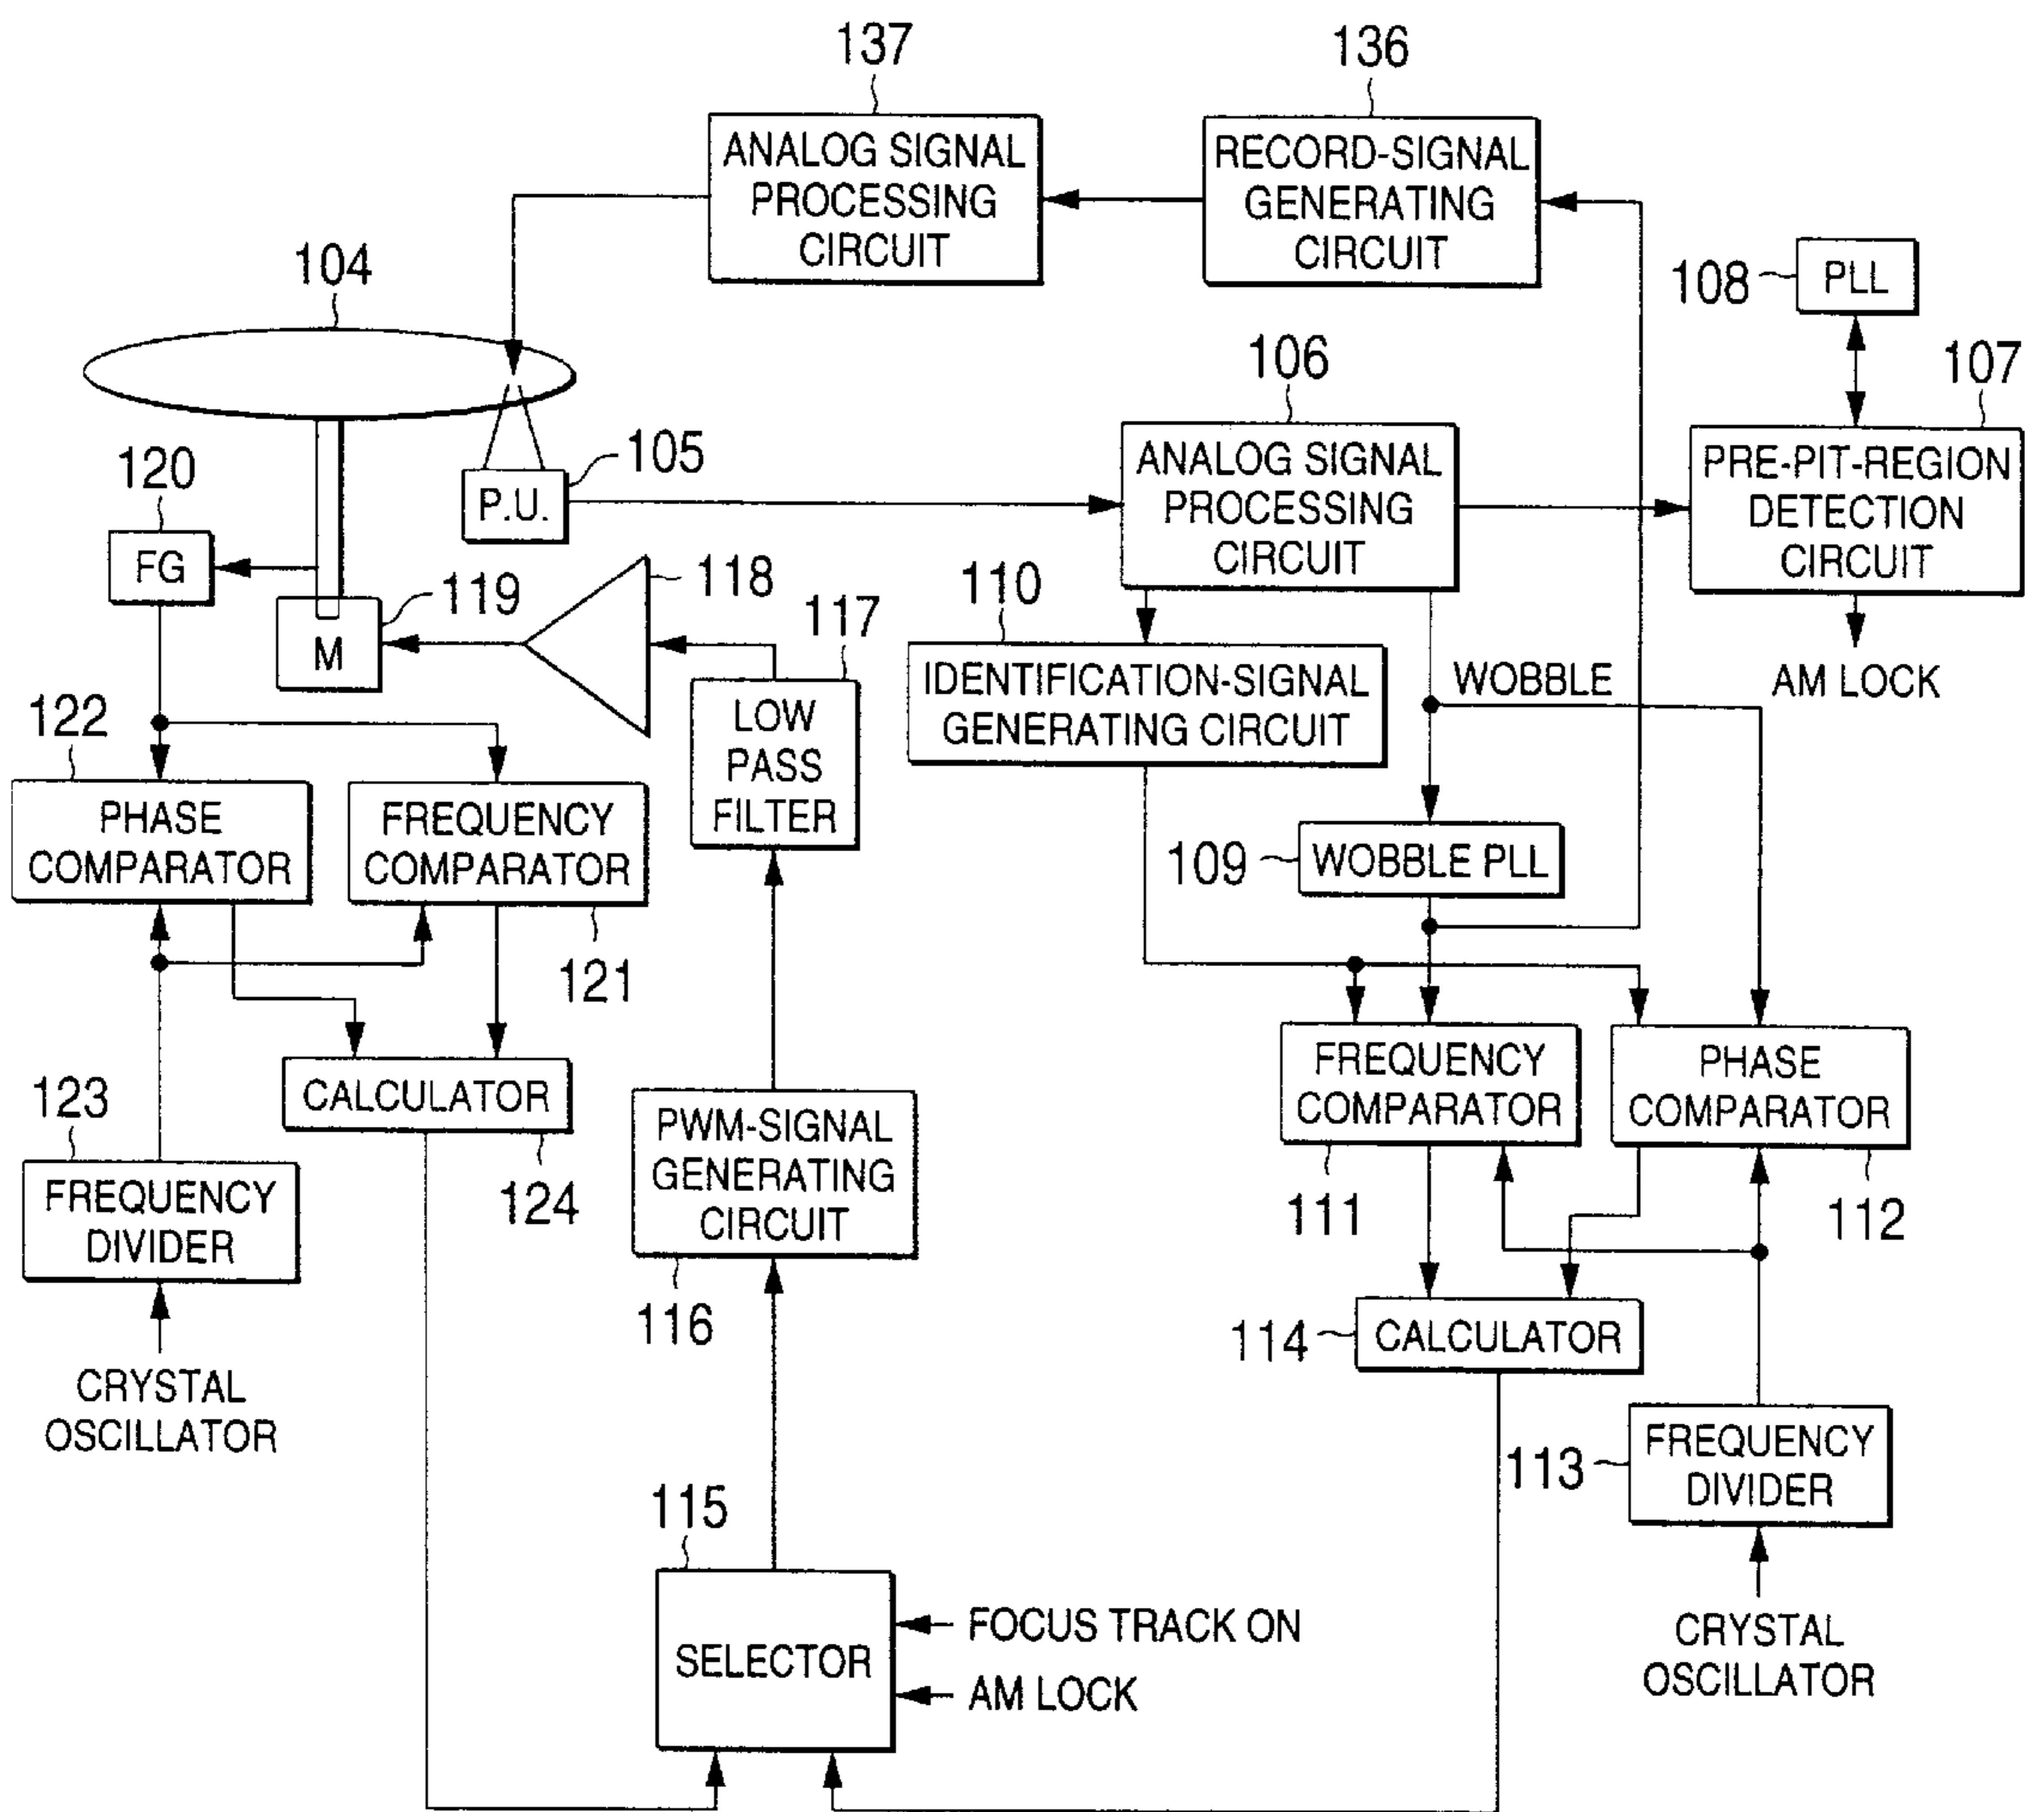 137
136
ANALOG SIGNAL
PROCESSING
CIRCUIT
RECORD-SIGNAL
GENERATING
CIRCUIT
108
PLL
104
106
107
ANALOG SIGNAL
PROCESSING
CIRCUIT
PRE-PIT-REGION
DETECTION
CIRCUIT
AM LOCK
105
P.U.
120
FG
119
M
118
117
LOW
PASS
FILTER
110
IDENTIFICATION-SIGNAL
GENERATING CIRCUIT
WOBBLE
122
PHASE
COMPARATOR
FREQUENCY
COMPARATOR
121
109
WOBBLE PLL
FREQUENCY
COMPARATOR
111
PHASE
COMPARATOR
112
123
FREQUENCY
DIVIDER
CRYSTAL
OSCILLATOR
CALCULATOR
124
PWM-SIGNAL
GENERATING
CIRCUIT
116
114
CALCULATOR
113
FREQUENCY
DIVIDER
CRYSTAL
OSCILLATOR
115
SELECTOR
FOCUS TRACK ON
AM LOCK